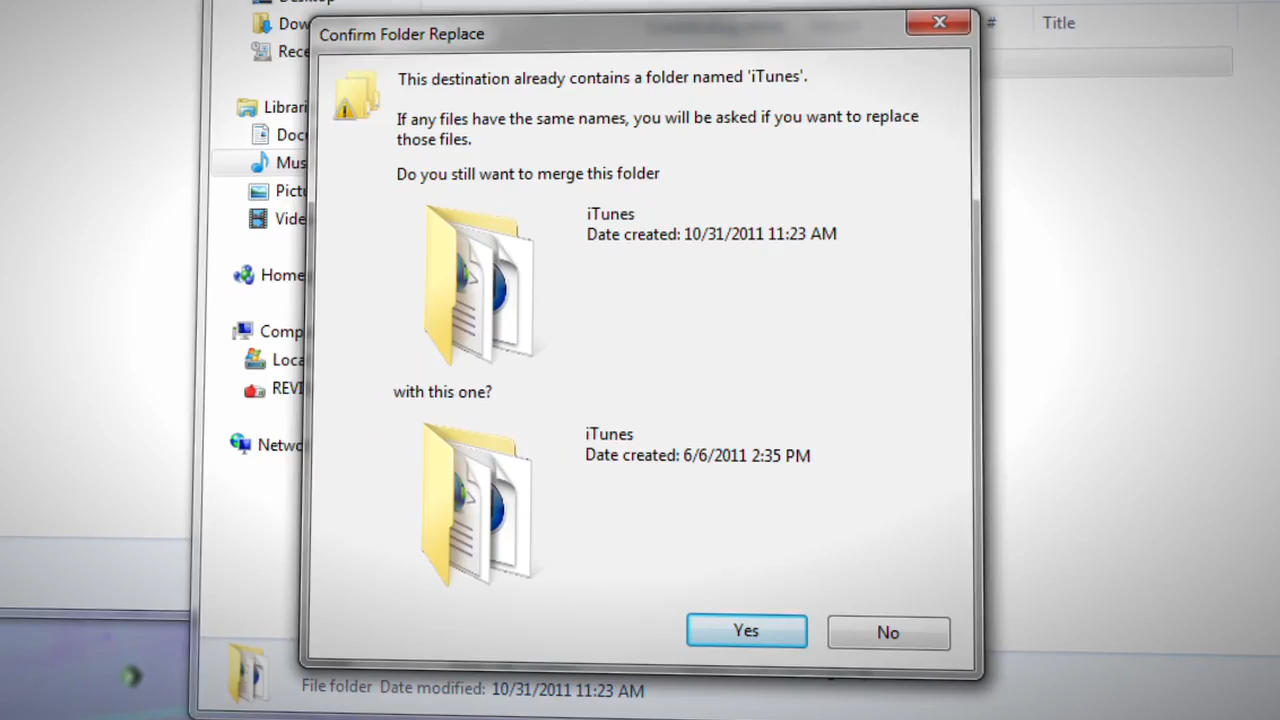 Dow
Rece
Librari
Docu
Mus
Pictu
Vide
Home
Comp
Loca
REVI
Netwo
#
Title
Confirm Folder Replace
This destination already contains a folder named 'iTunes'.
If any files have the same names, you will be asked if you want to replace
those files.
Do you still want to merge this folder
iTunes
Date created: 10/31/2011 11:23 AM
with this one?
iTunes
Date created: 6/6/2011 2:35 PM
Yes
No
File folder Date modified: 10/31/2011 11:23 AM